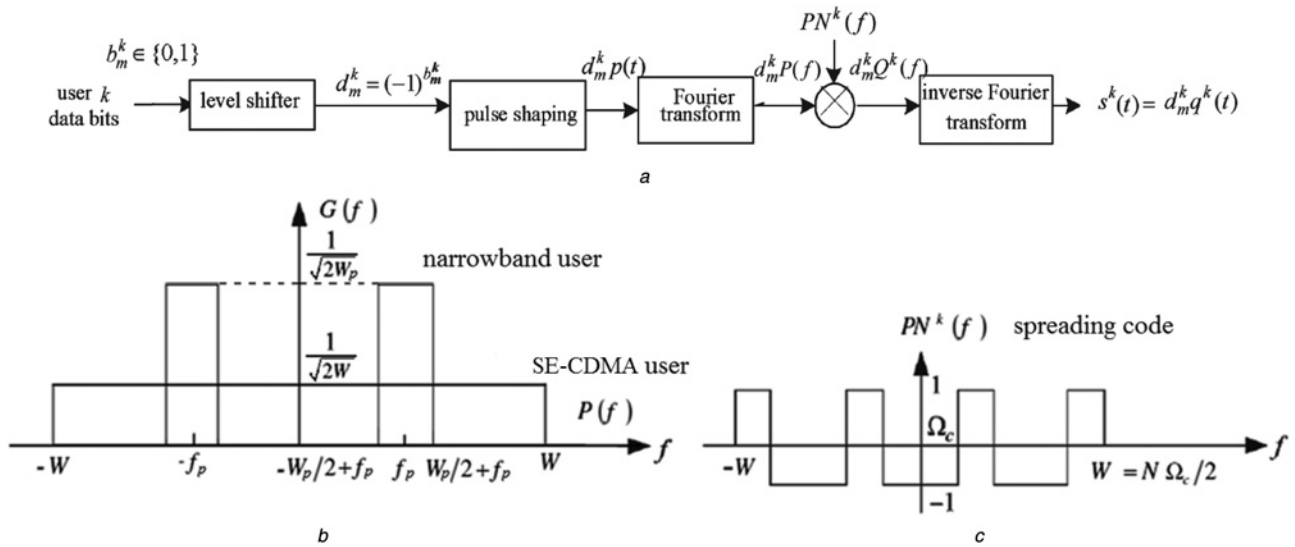 b_m^k ∈ {0,1}
user k
data bits
level shifter
d_m^k = (-1)^{b_m^k}
pulse shaping
d_m^k p(t)
Fourier
transform
d_m^k P(f)
PN^k(f)
d_m^k Q^k(f)
inverse Fourier
transform
s^k(t) = d_m^k q^k(t)
a
G(f)
1/√2W_p
narrowband user
1/√2W
SE-CDMA user
P(f)
-W
-f_p
-W_p/2+f_p
f_p
W_p/2+f_p
W
f
b
PN^k(f) spreading code
1
Ω_c
-W
W = NΩ_c/2
f
-1
c